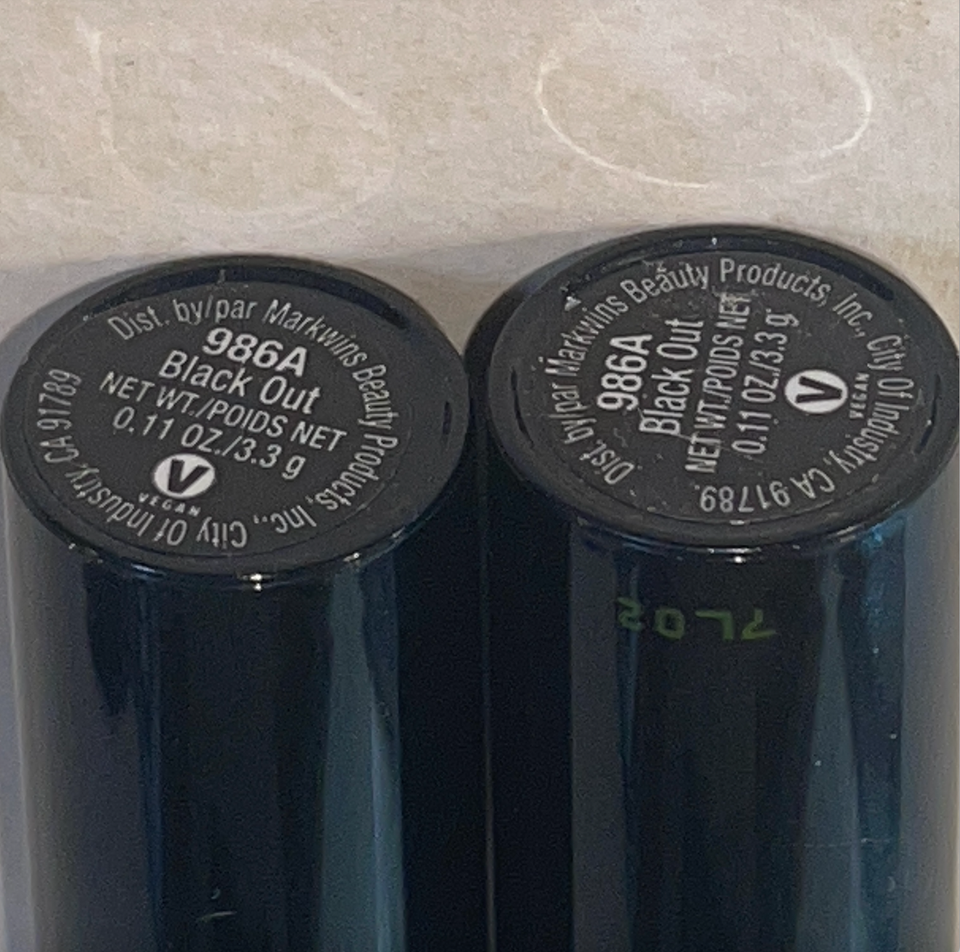 Dist. by/par Markwins Beauty Products, Inc., City Of Industry, CA 91789
986A
Black Out
NET WT./POIDS NET
0.11 OZ./3.3 g
V
VEGAN
Dist. by/par Markwins Beauty Products, Inc., City Of Industry, CA 91789.
986A
Black Out
NET WT./POIDS NET
0.11 OZ./3.3 g
V
VEGAN
7L02